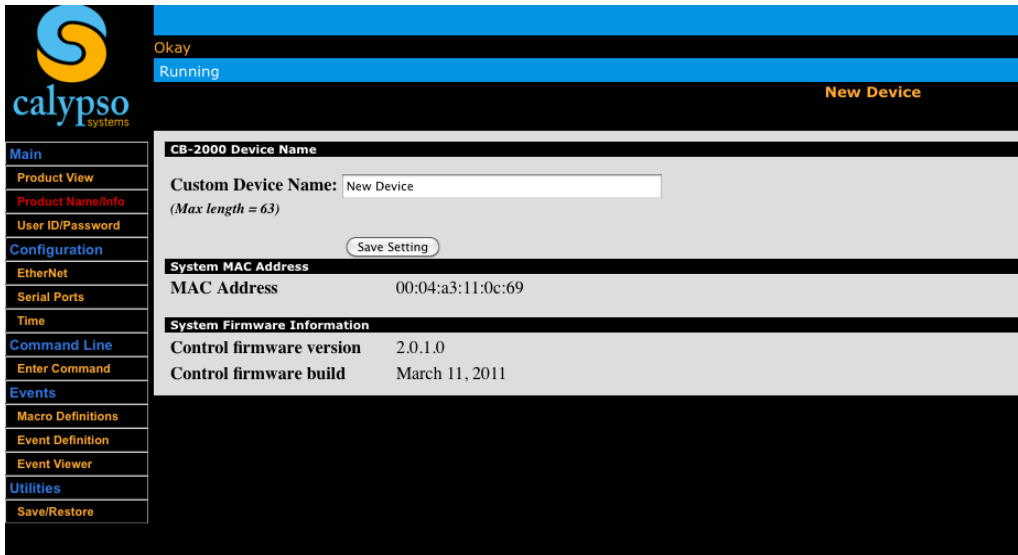 calypso
systems
Okay
Running
New Device
Main
Product View
Product Name/Info
User ID/Password
Configuration
EtherNet
Serial Ports
Time
Command Line
Enter Command
Events
Macro Definitions
Event Definition
Event Viewer
Utilities
Save/Restore
CB-2000 Device Name
Custom Device Name: New Device
(Max length = 63)
Save Setting
System MAC Address
MAC Address 00:04:a3:11:0c:69
System Firmware Information
Control firmware version 2.0.1.0
Control firmware build March 11, 2011